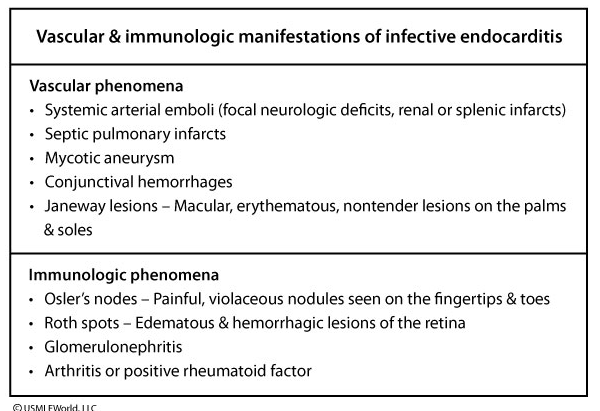 Vascular & immunologic manifestations of infective endocarditis
Vascular phenomena
• Systemic arterial emboli (focal neurologic deficits, renal or splenic infarcts)
• Septic pulmonary infarcts
• Mycotic aneurysm
• Conjunctival hemorrhages
• Janeway lesions – Macular, erythematous, nontender lesions on the palms
& soles
Immunologic phenomena
• Osler's nodes – Painful, violaceous nodules seen on the fingertips & toes
• Roth spots – Edematous & hemorrhagic lesions of the retina
• Glomerulonephritis
• Arthritis or positive rheumatoid factor
© USMLEWorld, LLC